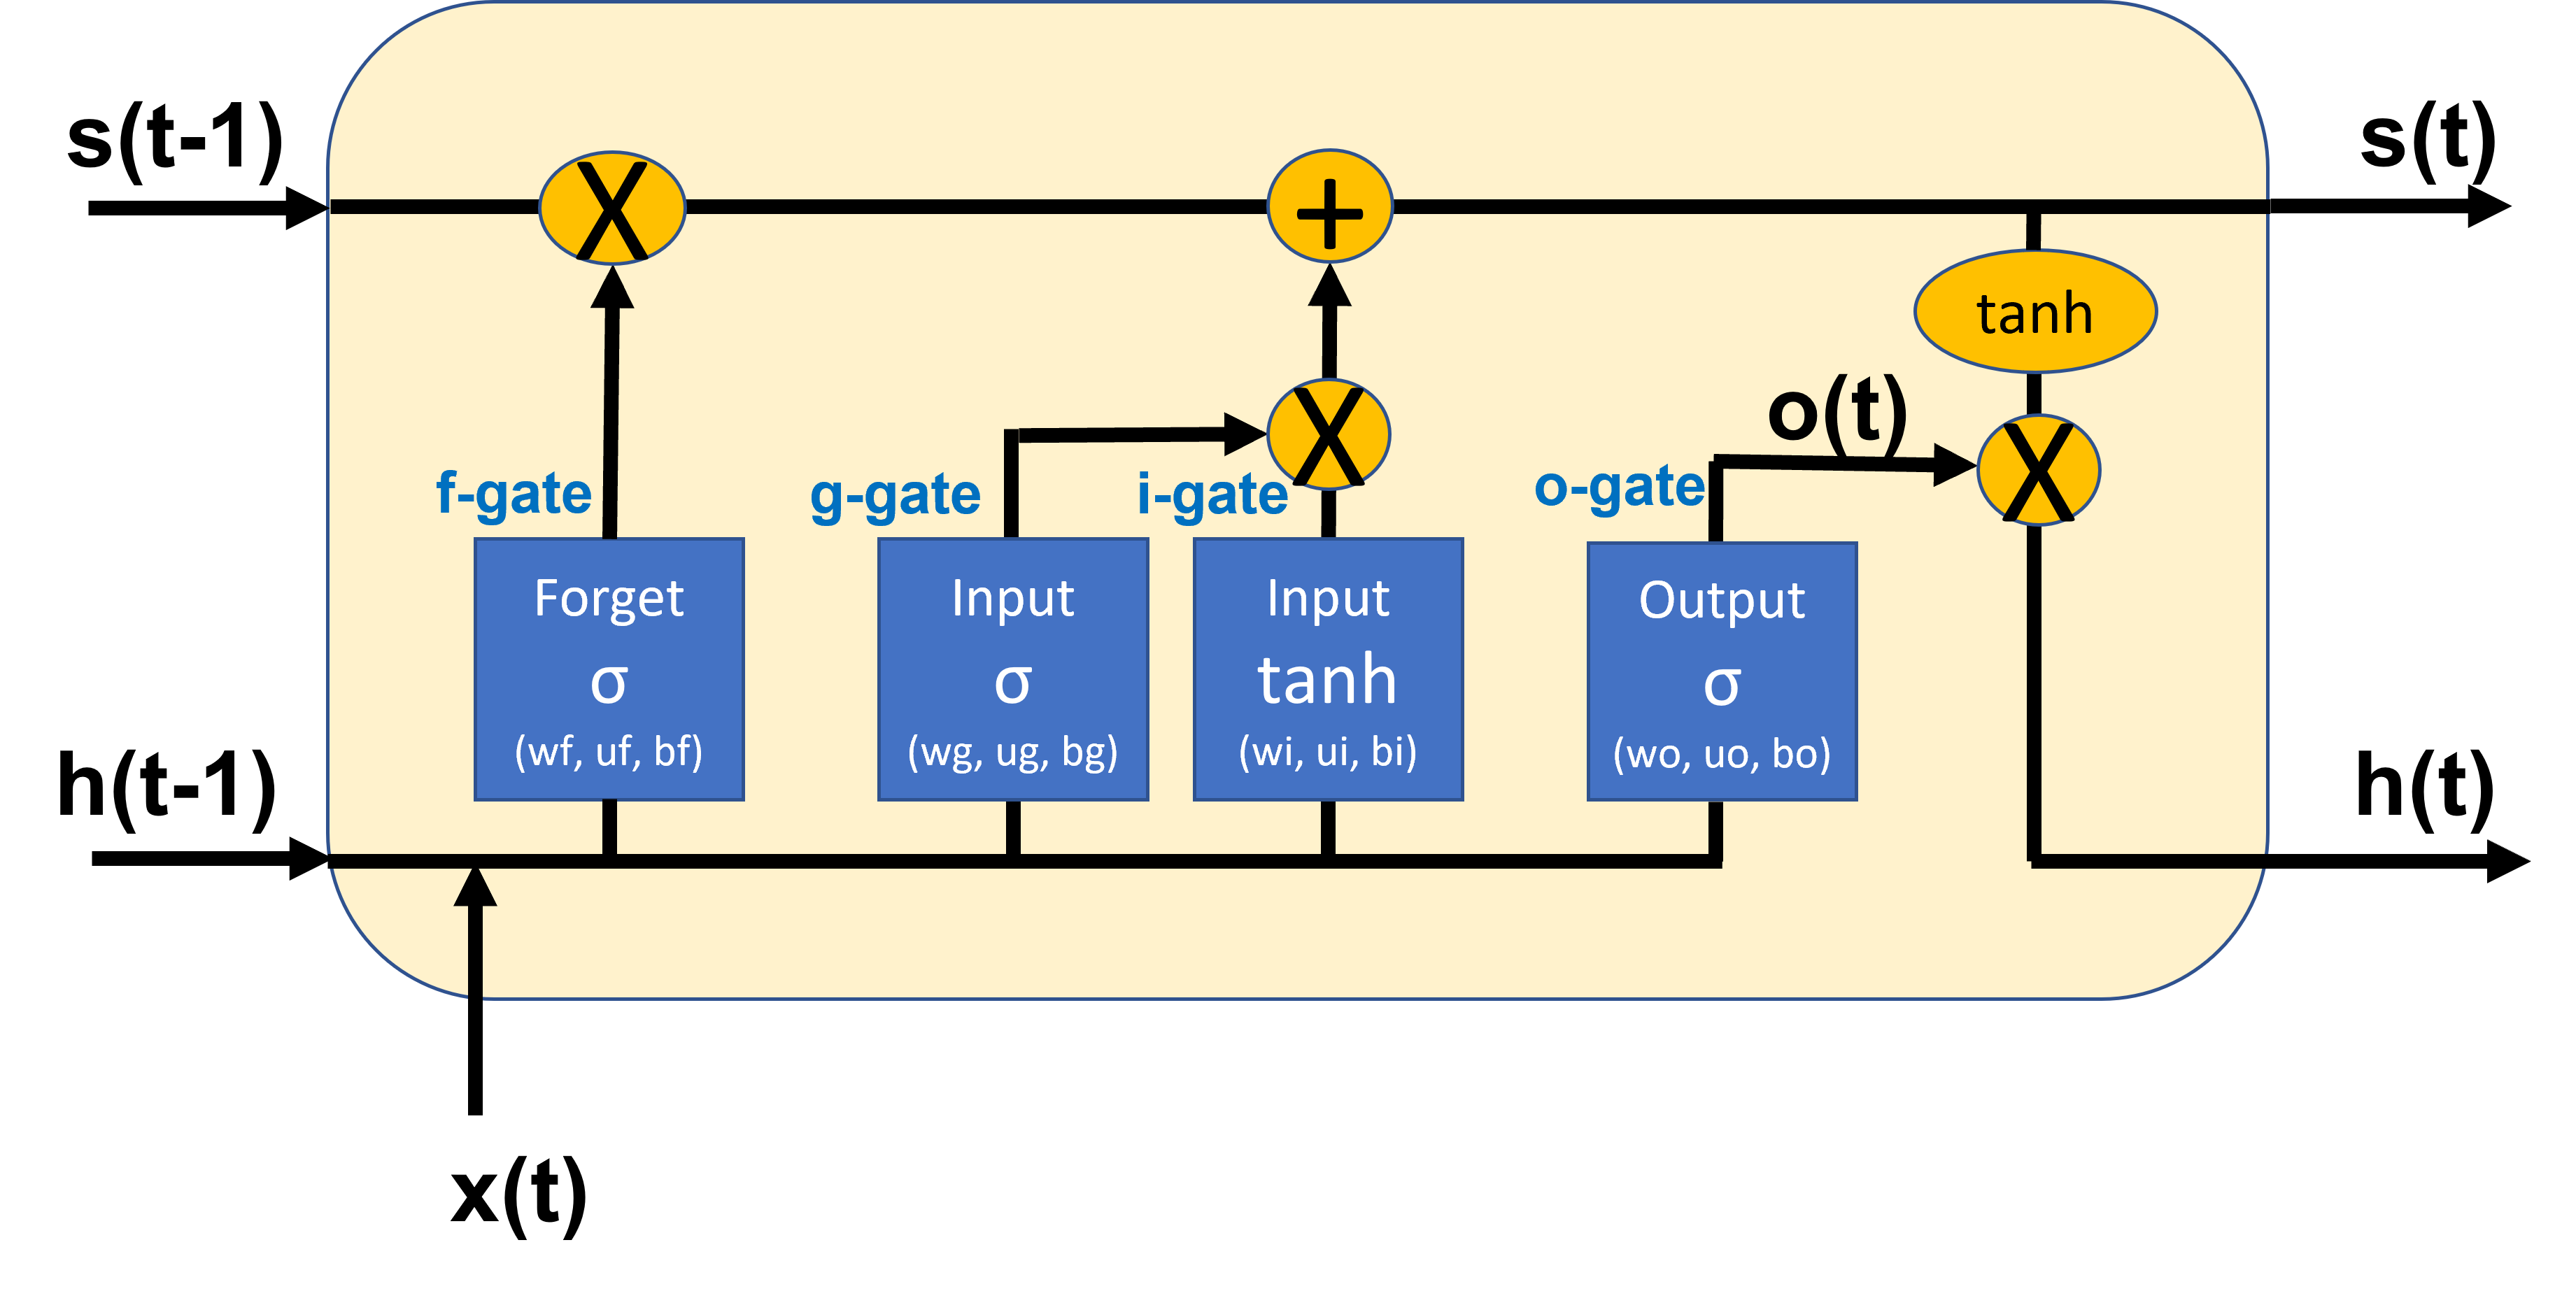 s(t-1)
X
+
s(t)
tanh
X
o(t)
X
f-gate
g-gate
i-gate
o-gate
Forget
σ
(wf, uf, bf)
Input
σ
(wg, ug, bg)
Input
tanh
(wi, ui, bi)
Output
σ
(wo, uo, bo)
h(t-1)
h(t)
x(t)